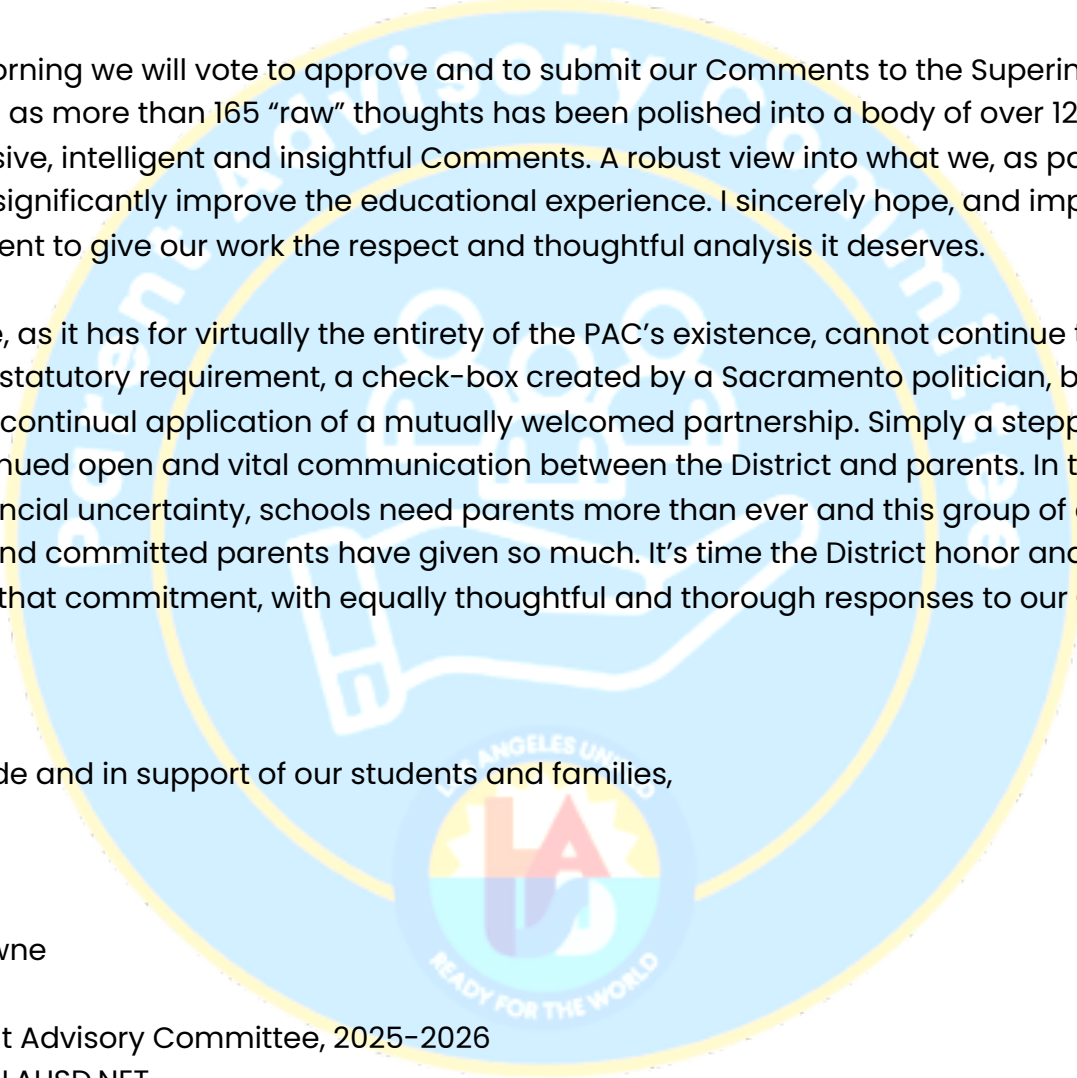 orning we will vote to approve and to submit our Comments to the Superin
as more than 165 “raw” thoughts has been polished into a body of over 12
sive, intelligent and insightful Comments. A robust view into what we, as pa
significantly improve the educational experience. I sincerely hope, and imp
ent to give our work the respect and thoughtful analysis it deserves.
e, as it has for virtually the entirety of the PAC’s existence, cannot continue t
statutory requirement, a check-box created by a Sacramento politician, b
continual application of a mutually welcomed partnership. Simply a stepp
nued open and vital communication between the District and parents. In t
ncial uncertainty, schools need parents more than ever and this group of
nd committed parents have given so much. It’s time the District honor and
that commitment, with equally thoughtful and thorough responses to our
de and in support of our students and families,
wne
t Advisory Committee, 2025-2026
LAUSD.NET
Parent Advisory Committee
LOS ANGELES UNIFIED
LAUSD
READY FOR THE WORLD